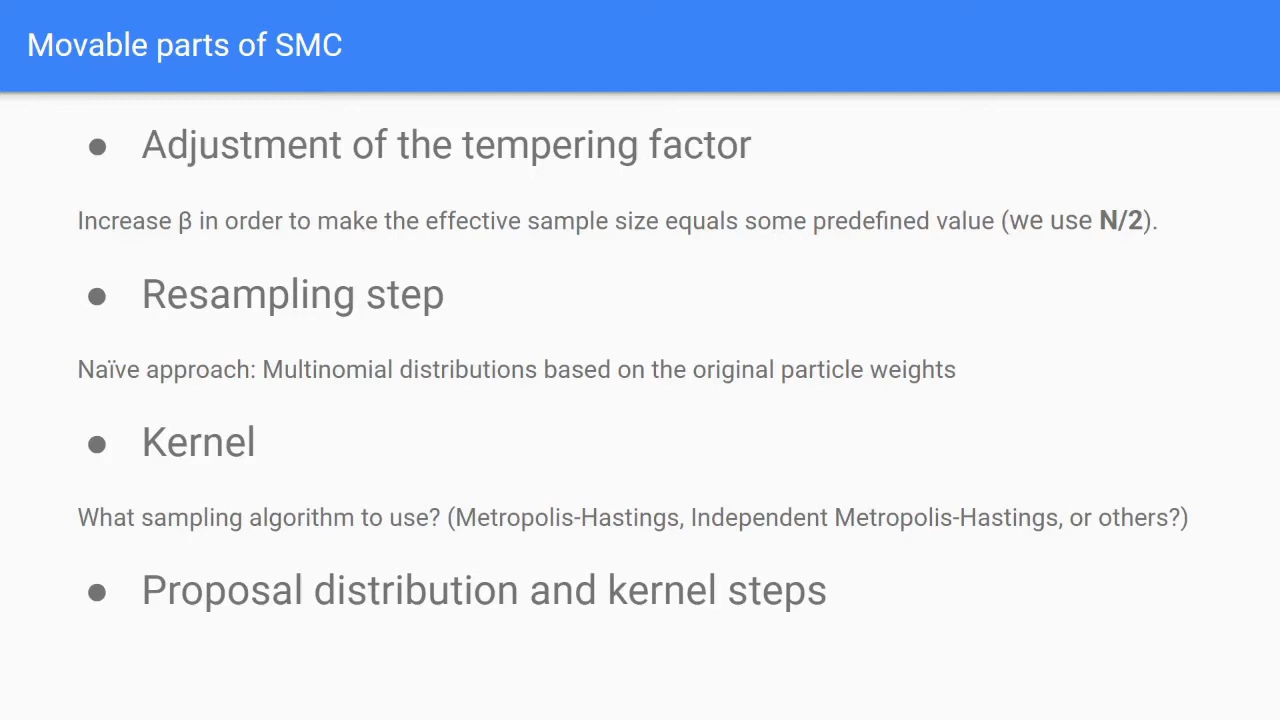 Movable parts of SMC
● Adjustment of the tempering factor
Increase β in order to make the effective sample size equals some predefined value (we use N/2).
● Resampling step
Naïve approach: Multinomial distributions based on the original particle weights
● Kernel
What sampling algorithm to use? (Metropolis-Hastings, Independent Metropolis-Hastings, or others?)
● Proposal distribution and kernel steps